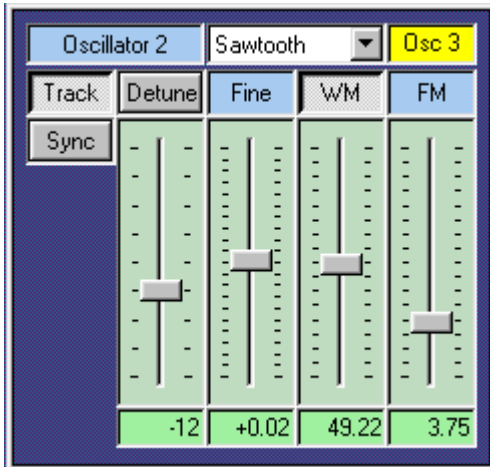 Oscillator 2 Sawtooth Osc 3
Track Detune Fine WM FM
Sync
-12 +0.02 49.22 3.75